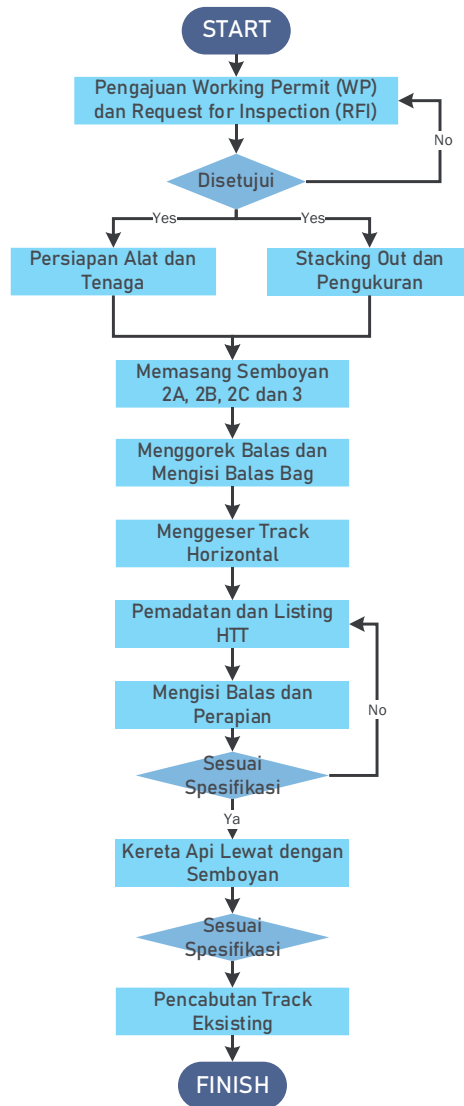 START
Pengajuan Working Permit (WP)
dan Request for Inspection (RFI)
No
Disetujui
Yes
Yes
Persiapan Alat dan
Tenaga
Stacking Out dan
Pengukuran
Memasang Semboyan
2A, 2B, 2C dan 3
Menggorek Balas dan
Mengisi Balas Bag
Menggeser Track
Horizontal
Pemadatan dan Listing
HTT
Mengisi Balas dan
Perapian
No
Sesuai
Spesifikasi
Ya
Kereta Api Lewat dengan
Semboyan
Sesuai
Spesifikasi
Pencabutan Track
Eksisting
FINISH